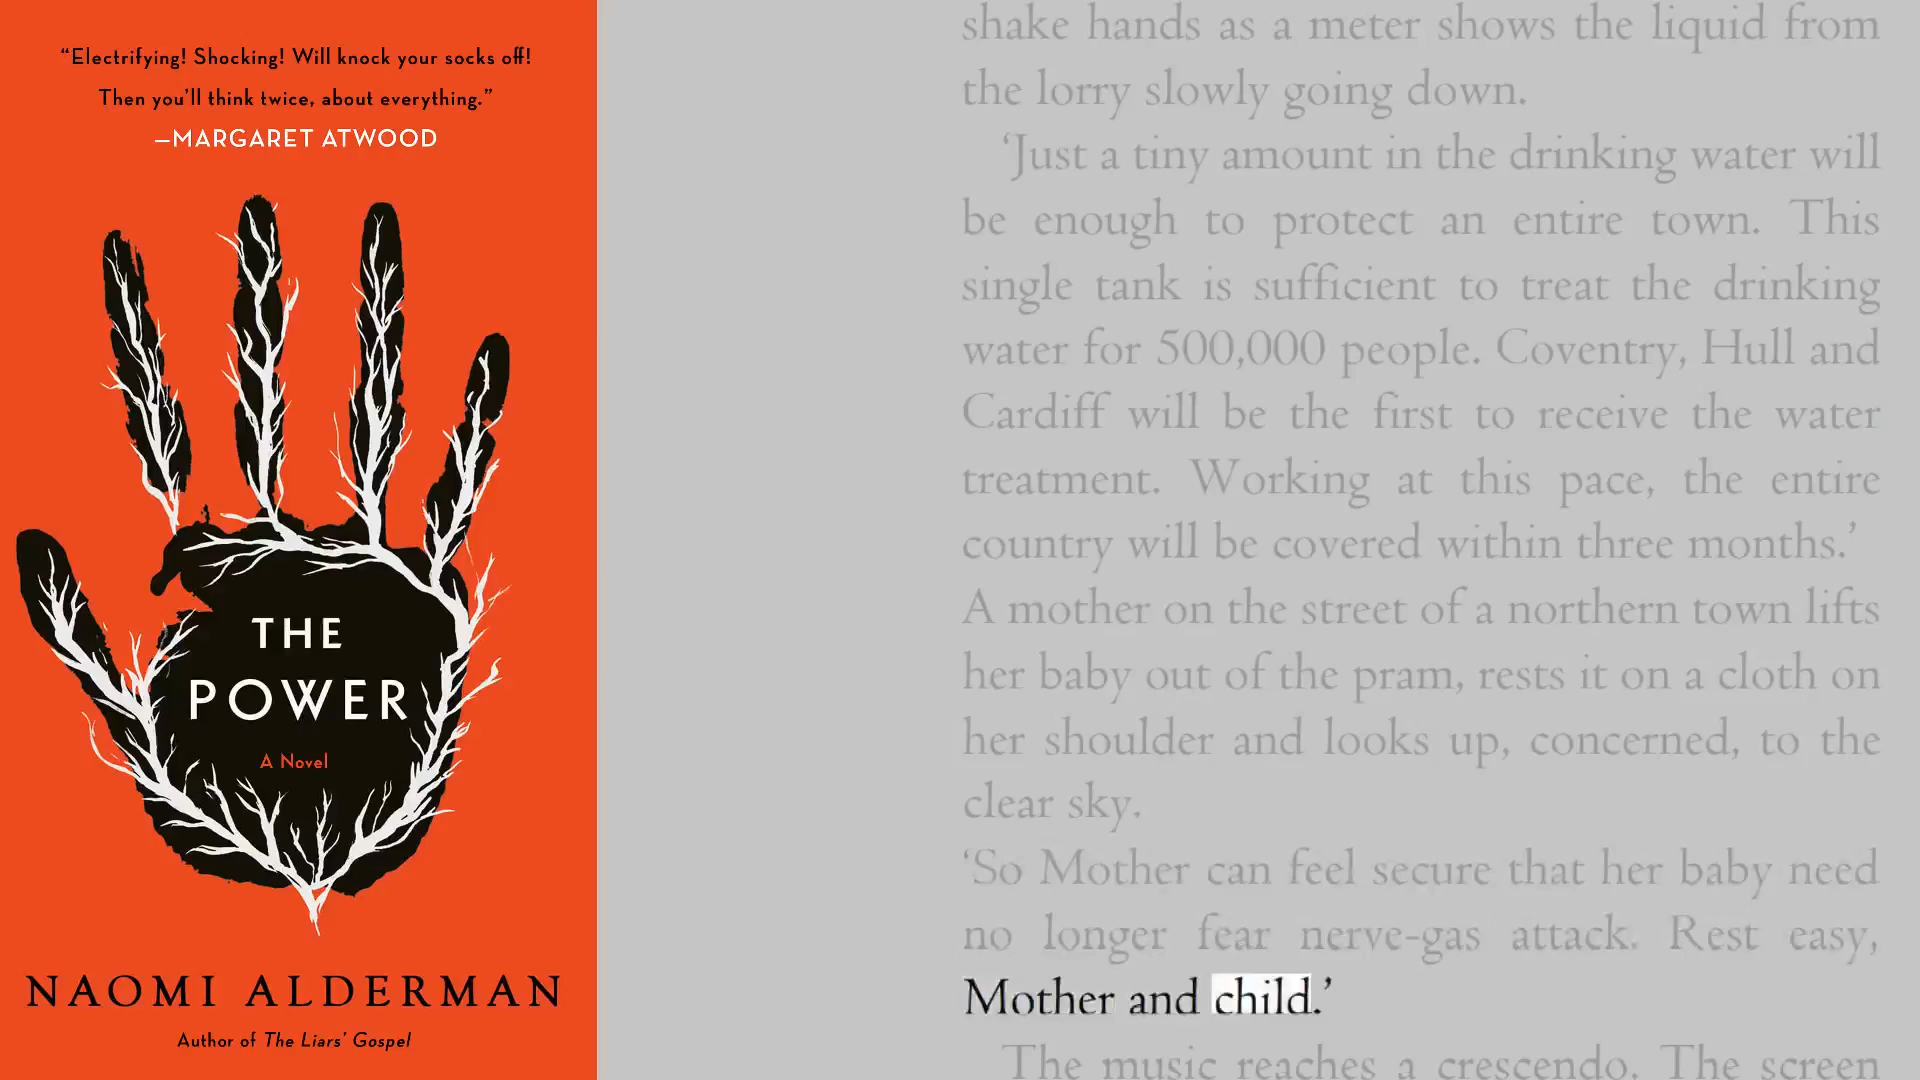 “Electrifying! Shocking! Will knock your socks off!
Then you’ll think twice, about everything.”
—MARGARET ATWOOD
THE
POWER
A Novel
NAOMI ALDERMAN
Author of The Liars’ Gospel
shake hands as a meter shows the liquid from
the lorry slowly going down.
‘Just a tiny amount in the drinking water will
be enough to protect an entire town. This
single tank is sufficient to treat the drinking
water for 500,000 people. Coventry, Hull and
Cardiff will be the first to receive the water
treatment. Working at this pace, the entire
country will be covered within three months.’
A mother on the street of a northern town lifts
her baby out of the pram, rests it on a cloth on
her shoulder and looks up, concerned, to the
clear sky.
‘So Mother can feel secure that her baby need
no longer fear nerve-gas attack. Rest easy,
Mother and child.’
The music reaches a crescendo. The screen